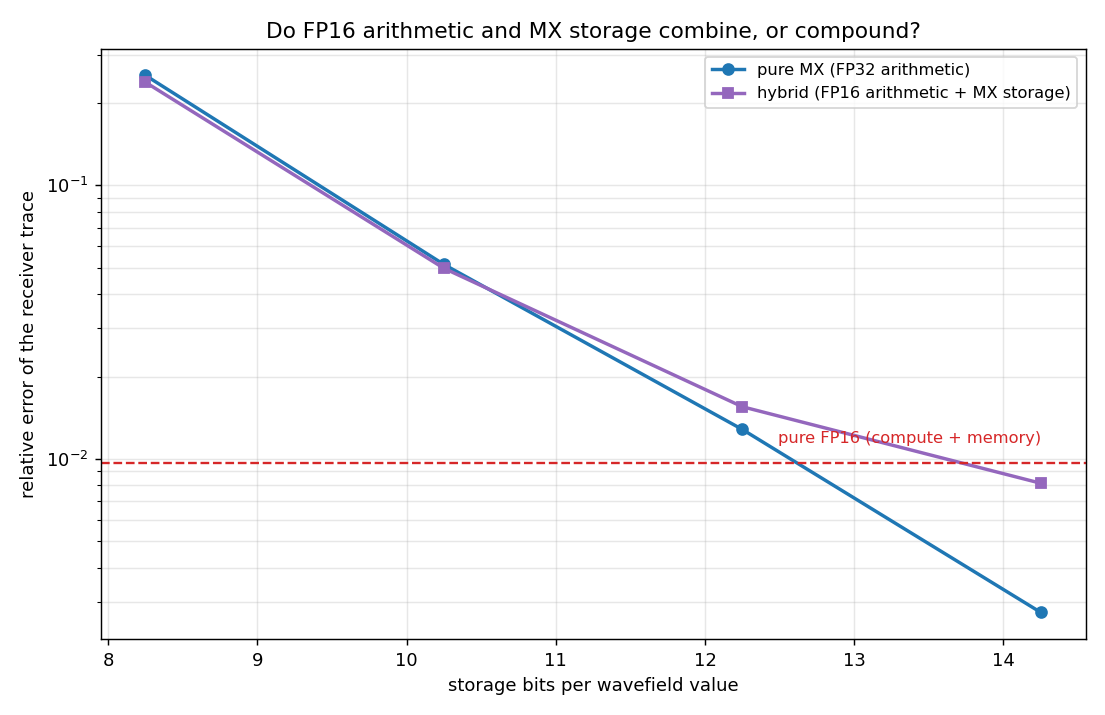 Do FP16 arithmetic and MX storage combine, or compound?
pure MX (FP32 arithmetic)
hybrid (FP16 arithmetic + MX storage)
relative error of the receiver trace
10⁻¹
10⁻²
pure FP16 (compute + memory)
8 9 10 11 12 13 14
storage bits per wavefield value